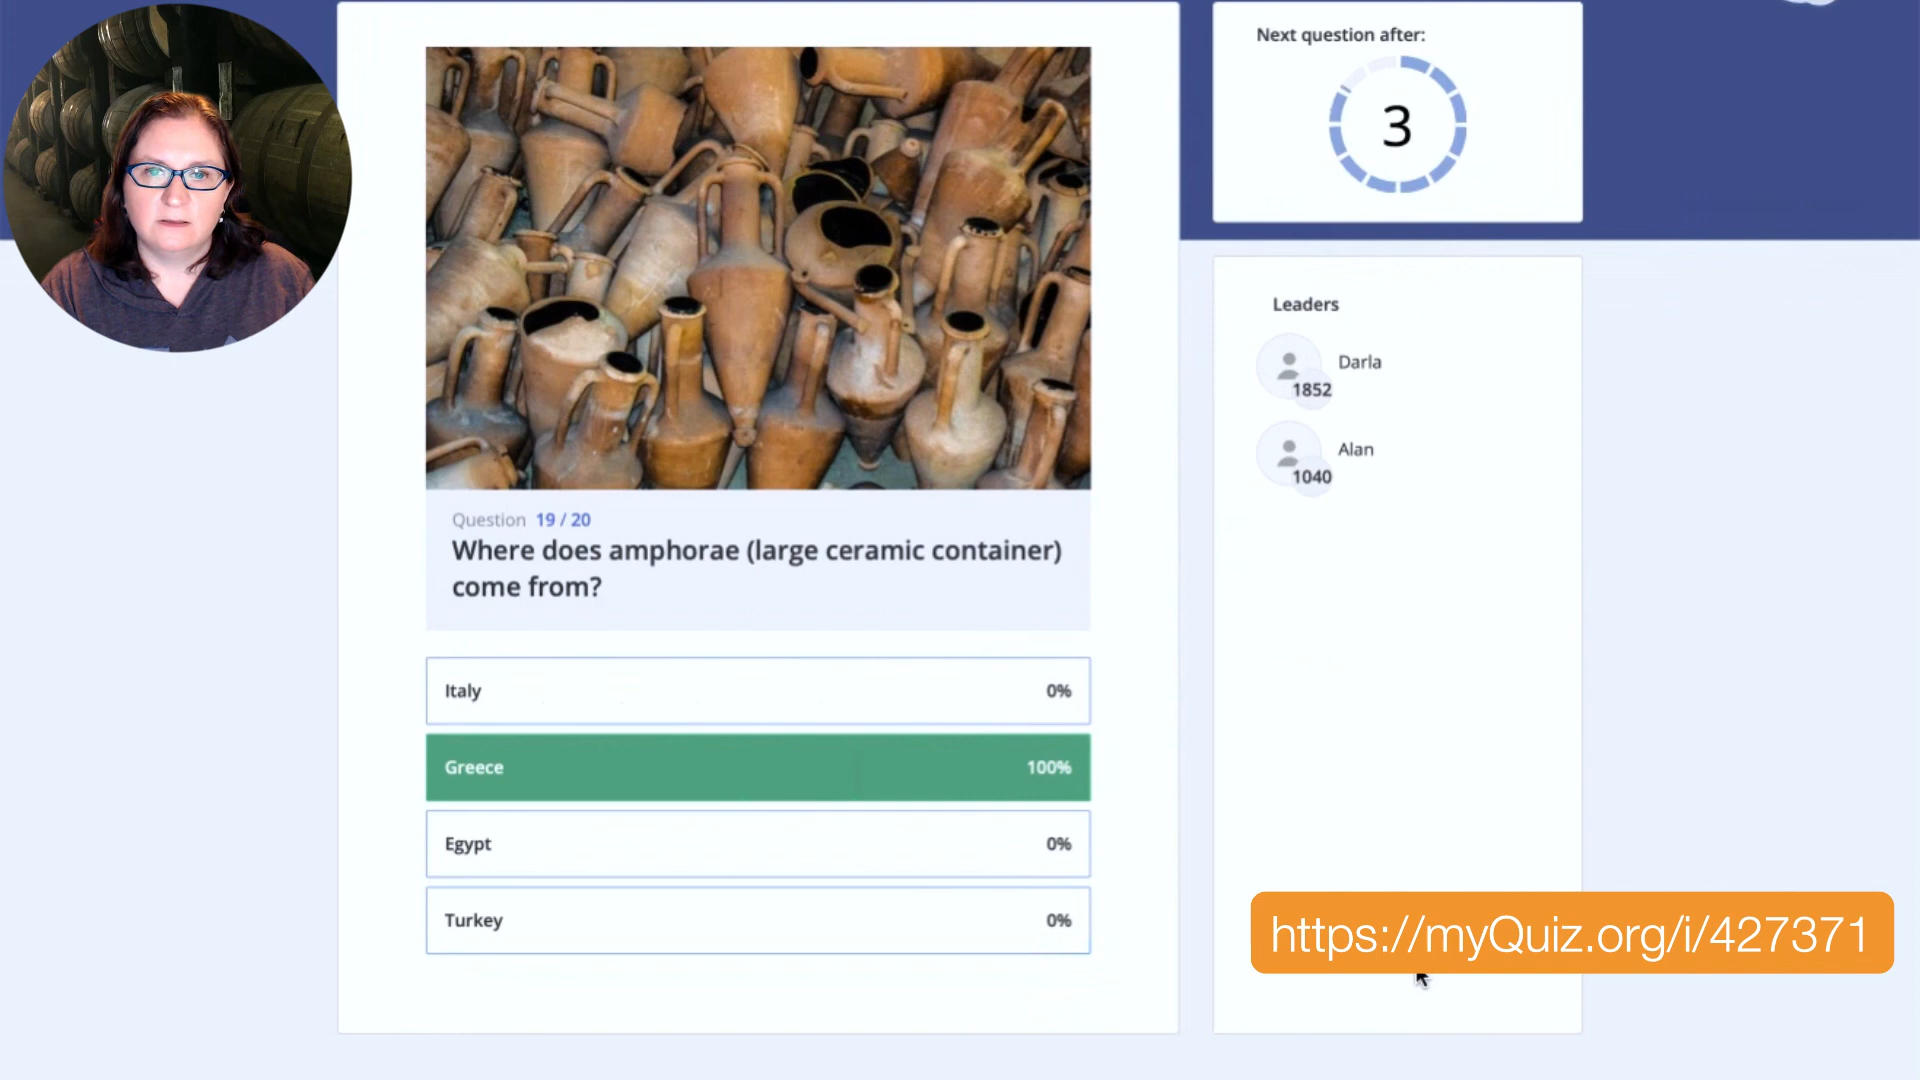 Next question after:
3
Leaders
Darla
1852
Alan
1040
Question 19 / 20
Where does amphorae (large ceramic container)
come from?
Italy 0%
Greece 100%
Egypt 0%
Turkey 0%
https://myQuiz.org/i/427371